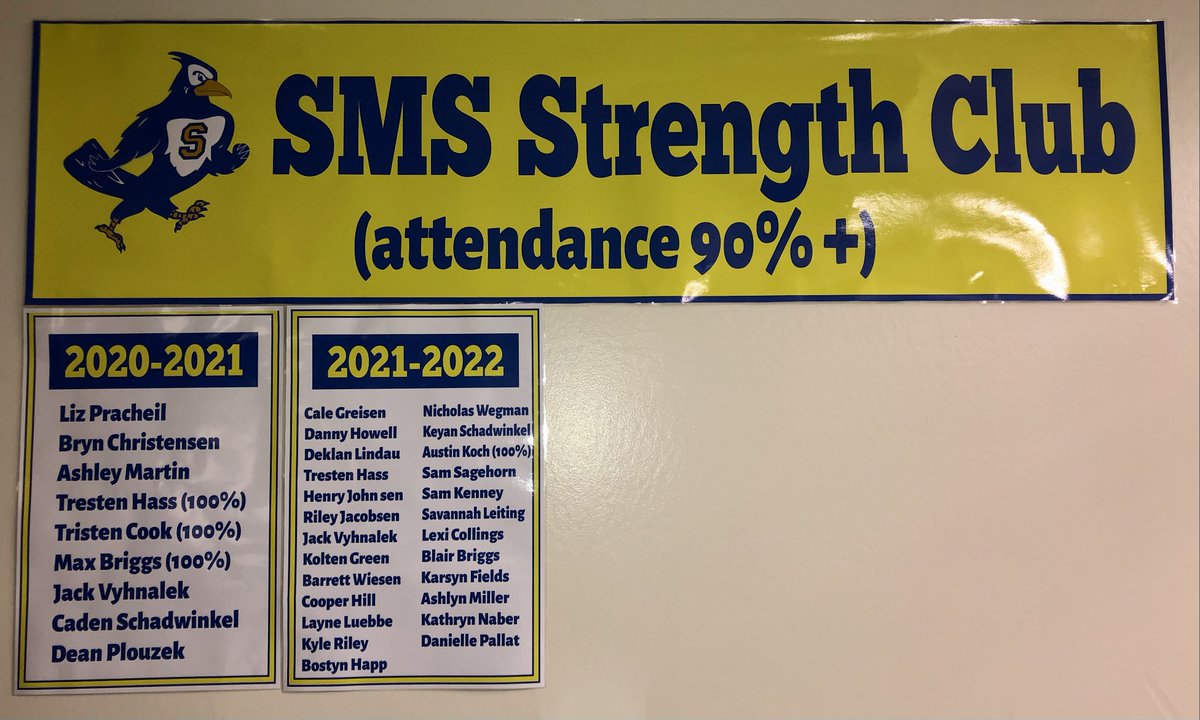 S
SMS Strength Club
(attendance 90% +)
2020-2021
Liz Pracheil
Bryn Christensen
Ashley Martin
Tresten Hass (100%)
Tristen Cook (100%)
Max Briggs (100%)
Jack Vyhnalek
Caden Schadwinkel
Dean Plouzek
2021-2022
Cale Greisen
Danny Howell
Deklan Lindau
Tresten Hass
Henry John sen
Riley Jacobsen
Jack Vyhnalek
Kolten Green
Barrett Wiesen
Cooper Hill
Layne Luebbe
Kyle Riley
Bostyn Happ
Nicholas Wegman
Keyan Schadwinkel
Austin Koch (100%)
Sam Sagehorn
Sam Kenney
Savannah Leiting
Lexi Collings
Blair Briggs
Karsyn Fields
Ashlyn Miller
Kathryn Naber
Danielle Pallat